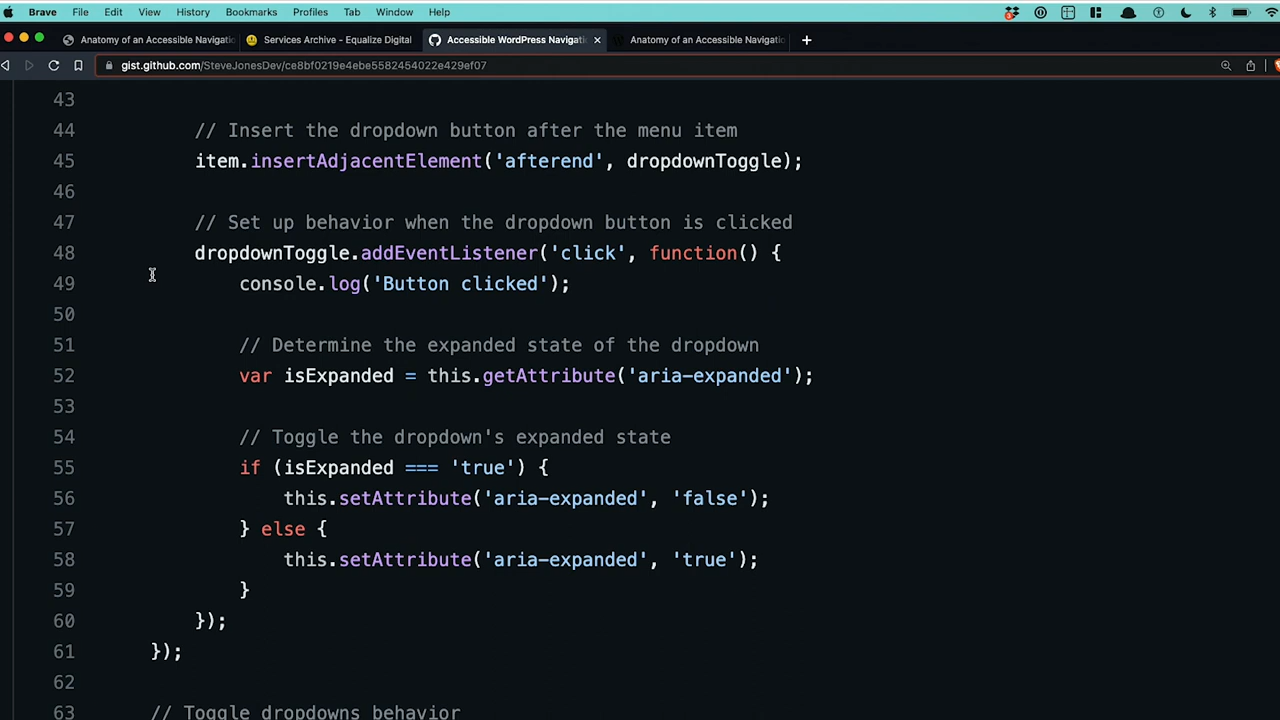 Brave File Edit View History Bookmarks Profiles Tab Window Help
Anatomy of an Accessible Navigatio
Services Archive - Equalize Digital
Accessible WordPress Navigati
Anatomy of an Accessible Navigatio
gist.github.com/SteveJonesDev/ce8bf0219e4ebe5582454022e429ef07
43
44 // Insert the dropdown button after the menu item
45 item.insertAdjacentElement('afterend', dropdownToggle);
46
47 // Set up behavior when the dropdown button is clicked
48 dropdownToggle.addEventListener('click', function() {
49 console.log('Button clicked');
50
51 // Determine the expanded state of the dropdown
52 var isExpanded = this.getAttribute('aria-expanded');
53
54 // Toggle the dropdown's expanded state
55 if (isExpanded === 'true') {
56 this.setAttribute('aria-expanded', 'false');
57 } else {
58 this.setAttribute('aria-expanded', 'true');
59 }
60 });
61 });
62
63 // Toggle dropdowns behavior